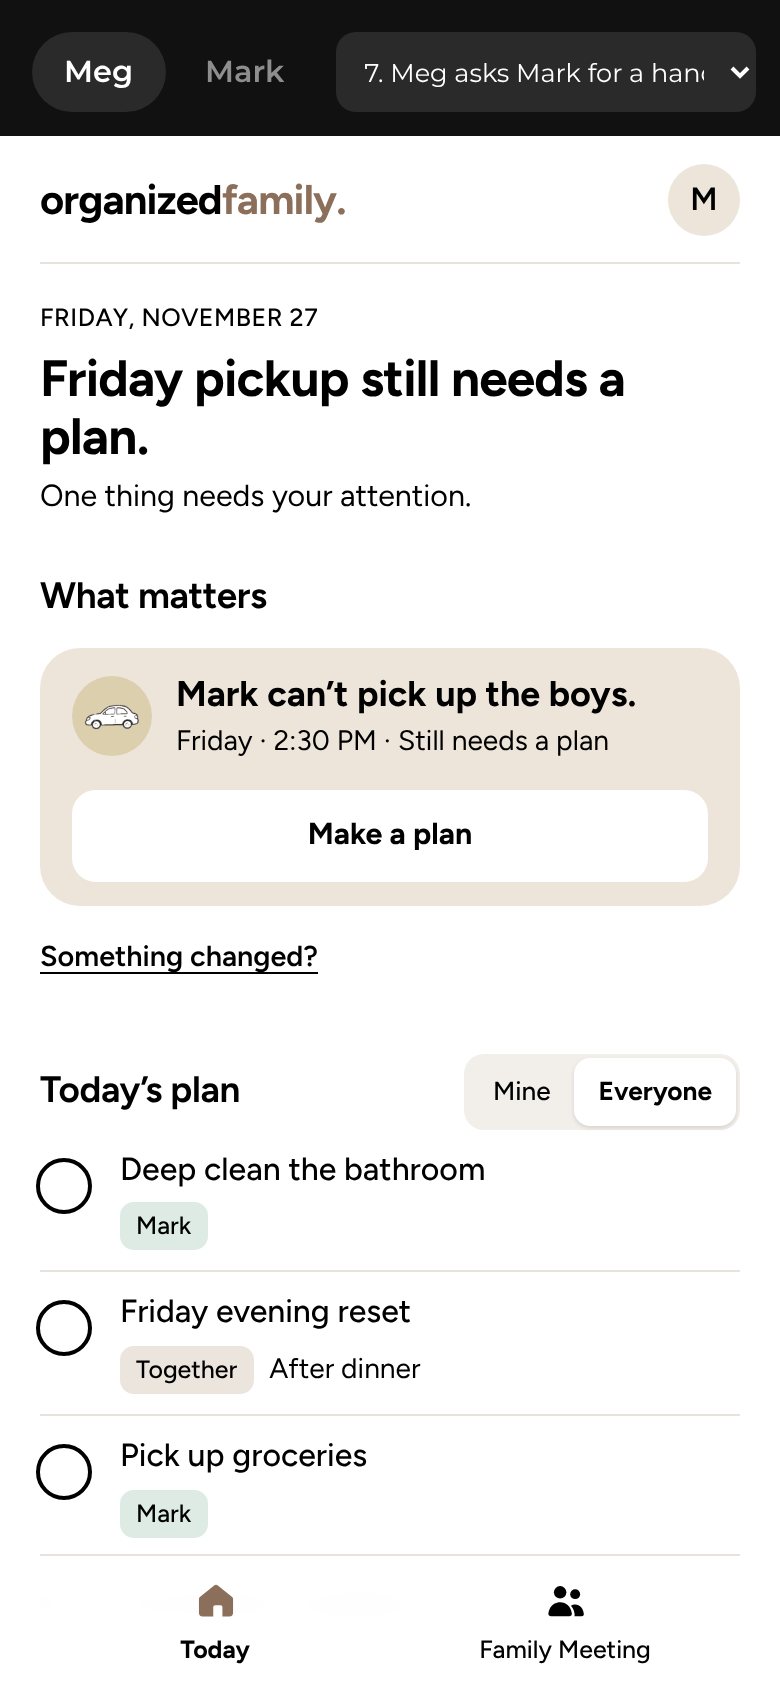 Meg Mark 7. Meg asks Mark for a hand
organizedfamily. M
FRIDAY, NOVEMBER 27
Friday pickup still needs a
plan.
One thing needs your attention.
What matters
Mark can’t pick up the boys.
Friday · 2:30 PM · Still needs a plan
Make a plan
Something changed?
Today’s plan Mine Everyone
Deep clean the bathroom
Mark
Friday evening reset
Together After dinner
Pick up groceries
Mark
Today Family Meeting